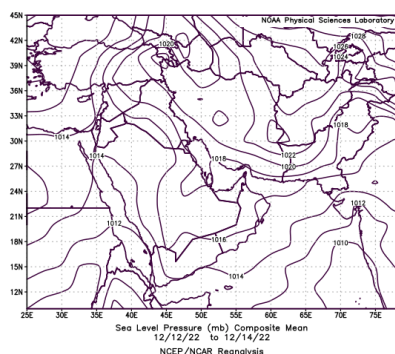 NOAA Physical Sciences Laboratory
45N
42N
39N
36N
33N
30N
27N
24N
21N
18N
15N
12N
1020
1028
1026
1024
1014
1014
1018
1022
1020
1018
1012
1012
1016
1014
1010
25E 30E 35E 40E 45E 50E 55E 60E 65E 70E 75E
Sea Level Pressure (mb) Composite Mean
12/12/22 to 12/14/22
NCEP/NCAR Reanalysis